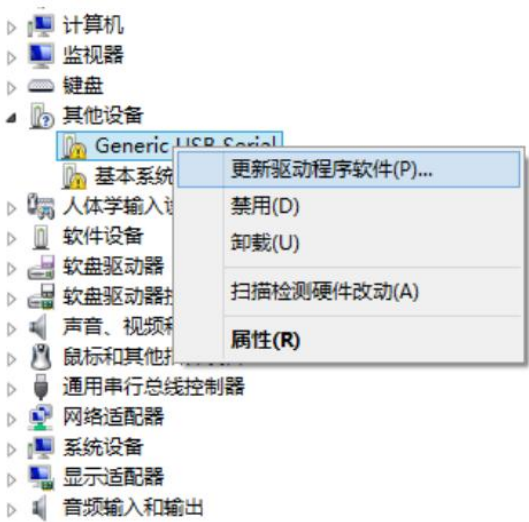 计算机
监视器
键盘
其他设备
Generic USB Serial
基本系统
更新驱动程序软件(P)...
禁用(D)
卸载(U)
扫描检测硬件改动(A)
属性(R)
人体学输入
软件设备
软盘驱动器
软盘驱动器
声音、视频
鼠标和其他
通用串行总线控制器
网络适配器
系统设备
显示适配器
音频输入和输出